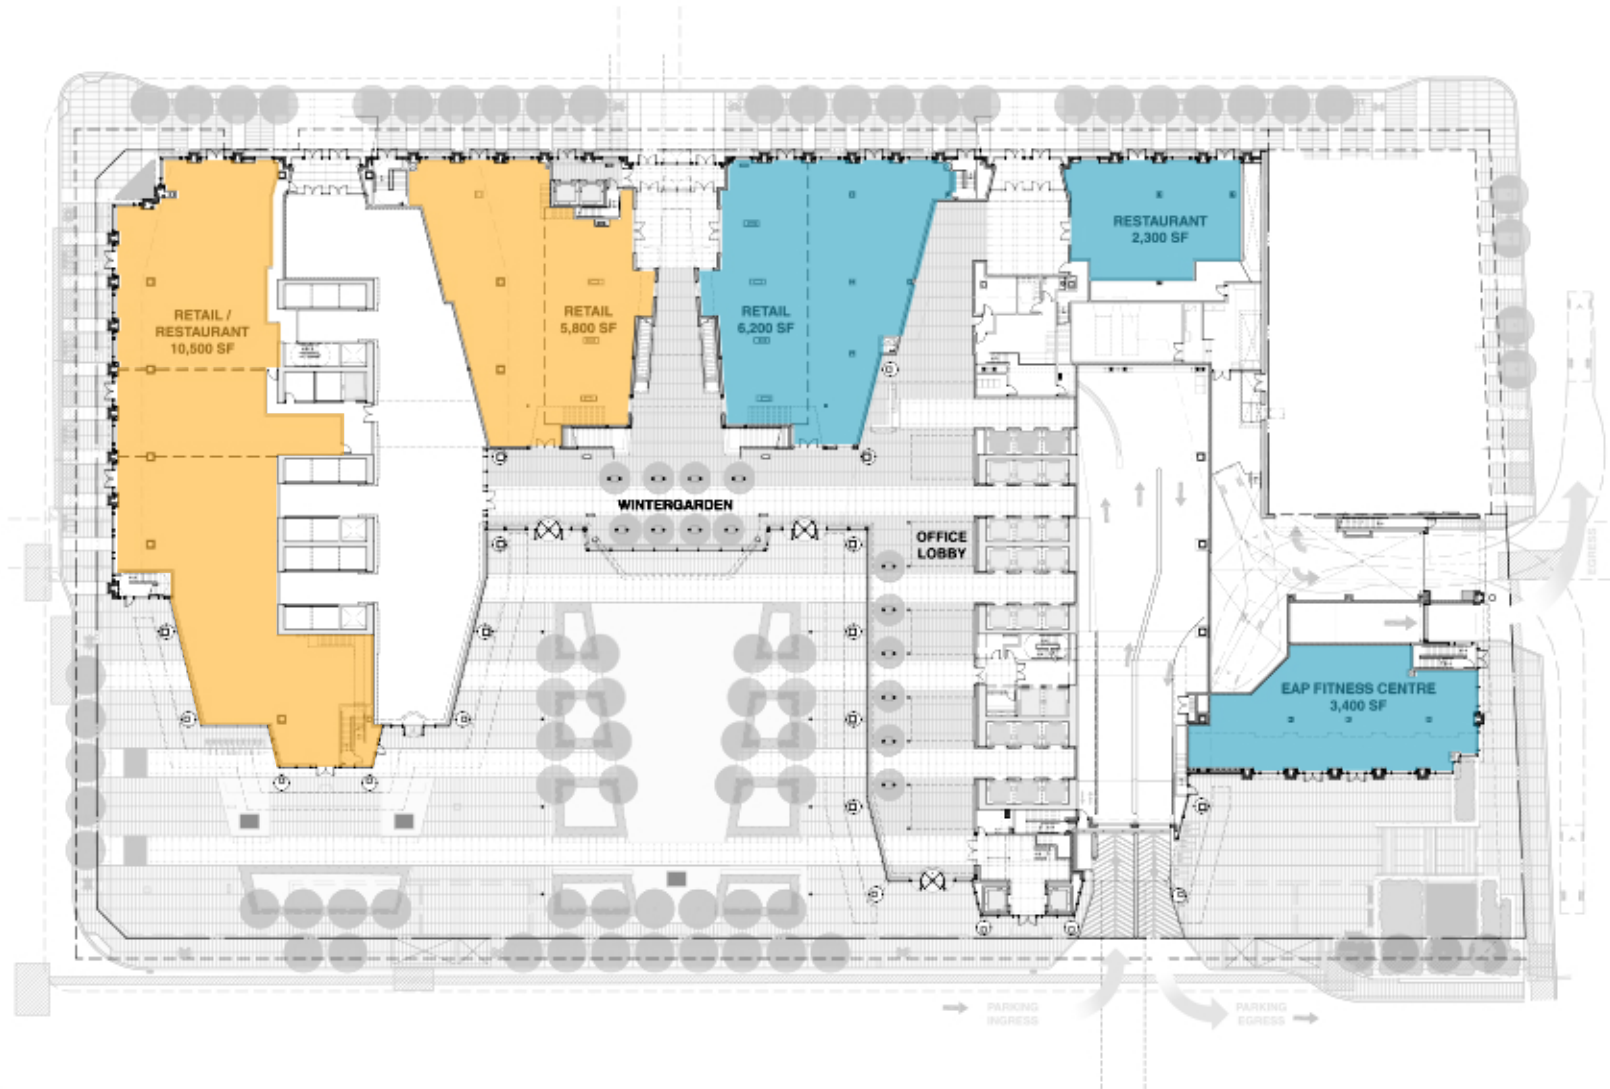 RESTAURANT
2,300 SF
RETAIL /
RESTAURANT
10,500 SF
RETAIL
5,800 SF
RETAIL
6,200 SF
WINTERGARDEN
OFFICE
LOBBY
EGRESS
EAP FITNESS CENTRE
3,400 SF
PARKING
INGRESS
PARKING
EGRESS